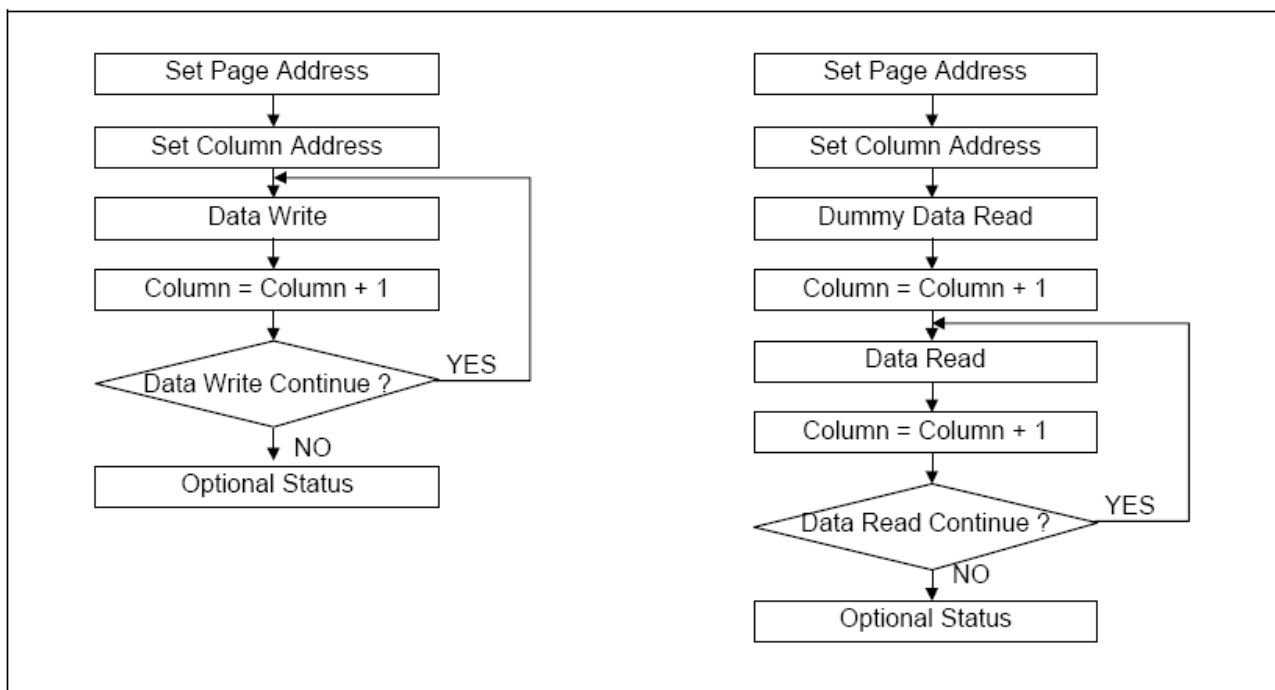 Set Page Address
Set Column Address
Data Write
Column = Column + 1
Data Write Continue ?
YES
NO
Optional Status
Set Page Address
Set Column Address
Dummy Data Read
Column = Column + 1
Data Read
Column = Column + 1
Data Read Continue ?
YES
NO
Optional Status